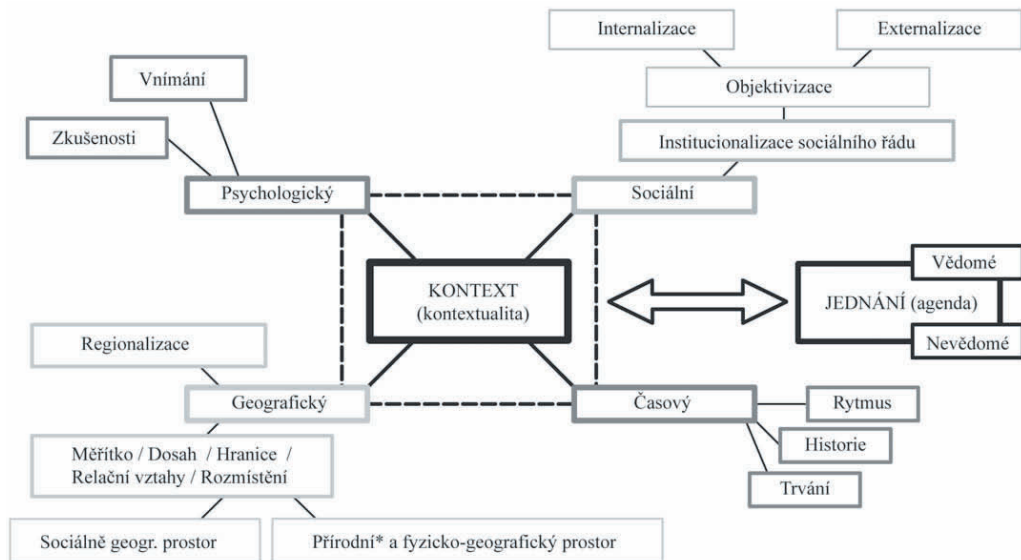 Internalizace
Externalizace
Vnímání
Objektivizace
Zkušenosti
Institucionalizace sociálního řádu
Psychologický
Sociální
KONTEXT
(kontextualita)
Vědomé
JEDNÁNÍ (agenda)
Nevědomé
Regionalizace
Geografický
Časový
Rytmus
Historie
Trvání
Měřítko / Dosah / Hranice /
Relační vztahy / Rozmístění
Sociálně geogr. prostor
Přírodní* a fyzicko-geografický prostor